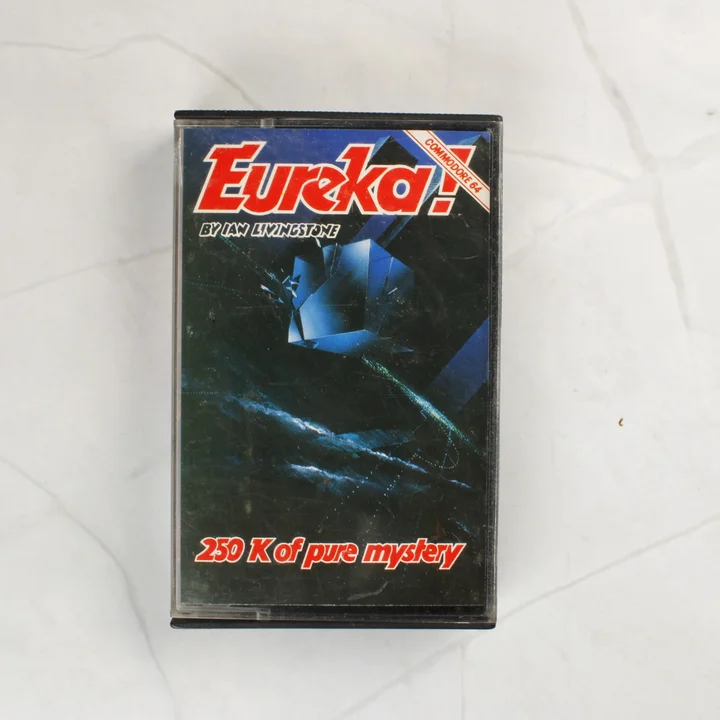 Eureka!
COMMODORE 64
BY IAN LIVINGSTONE
250 K of pure mystery